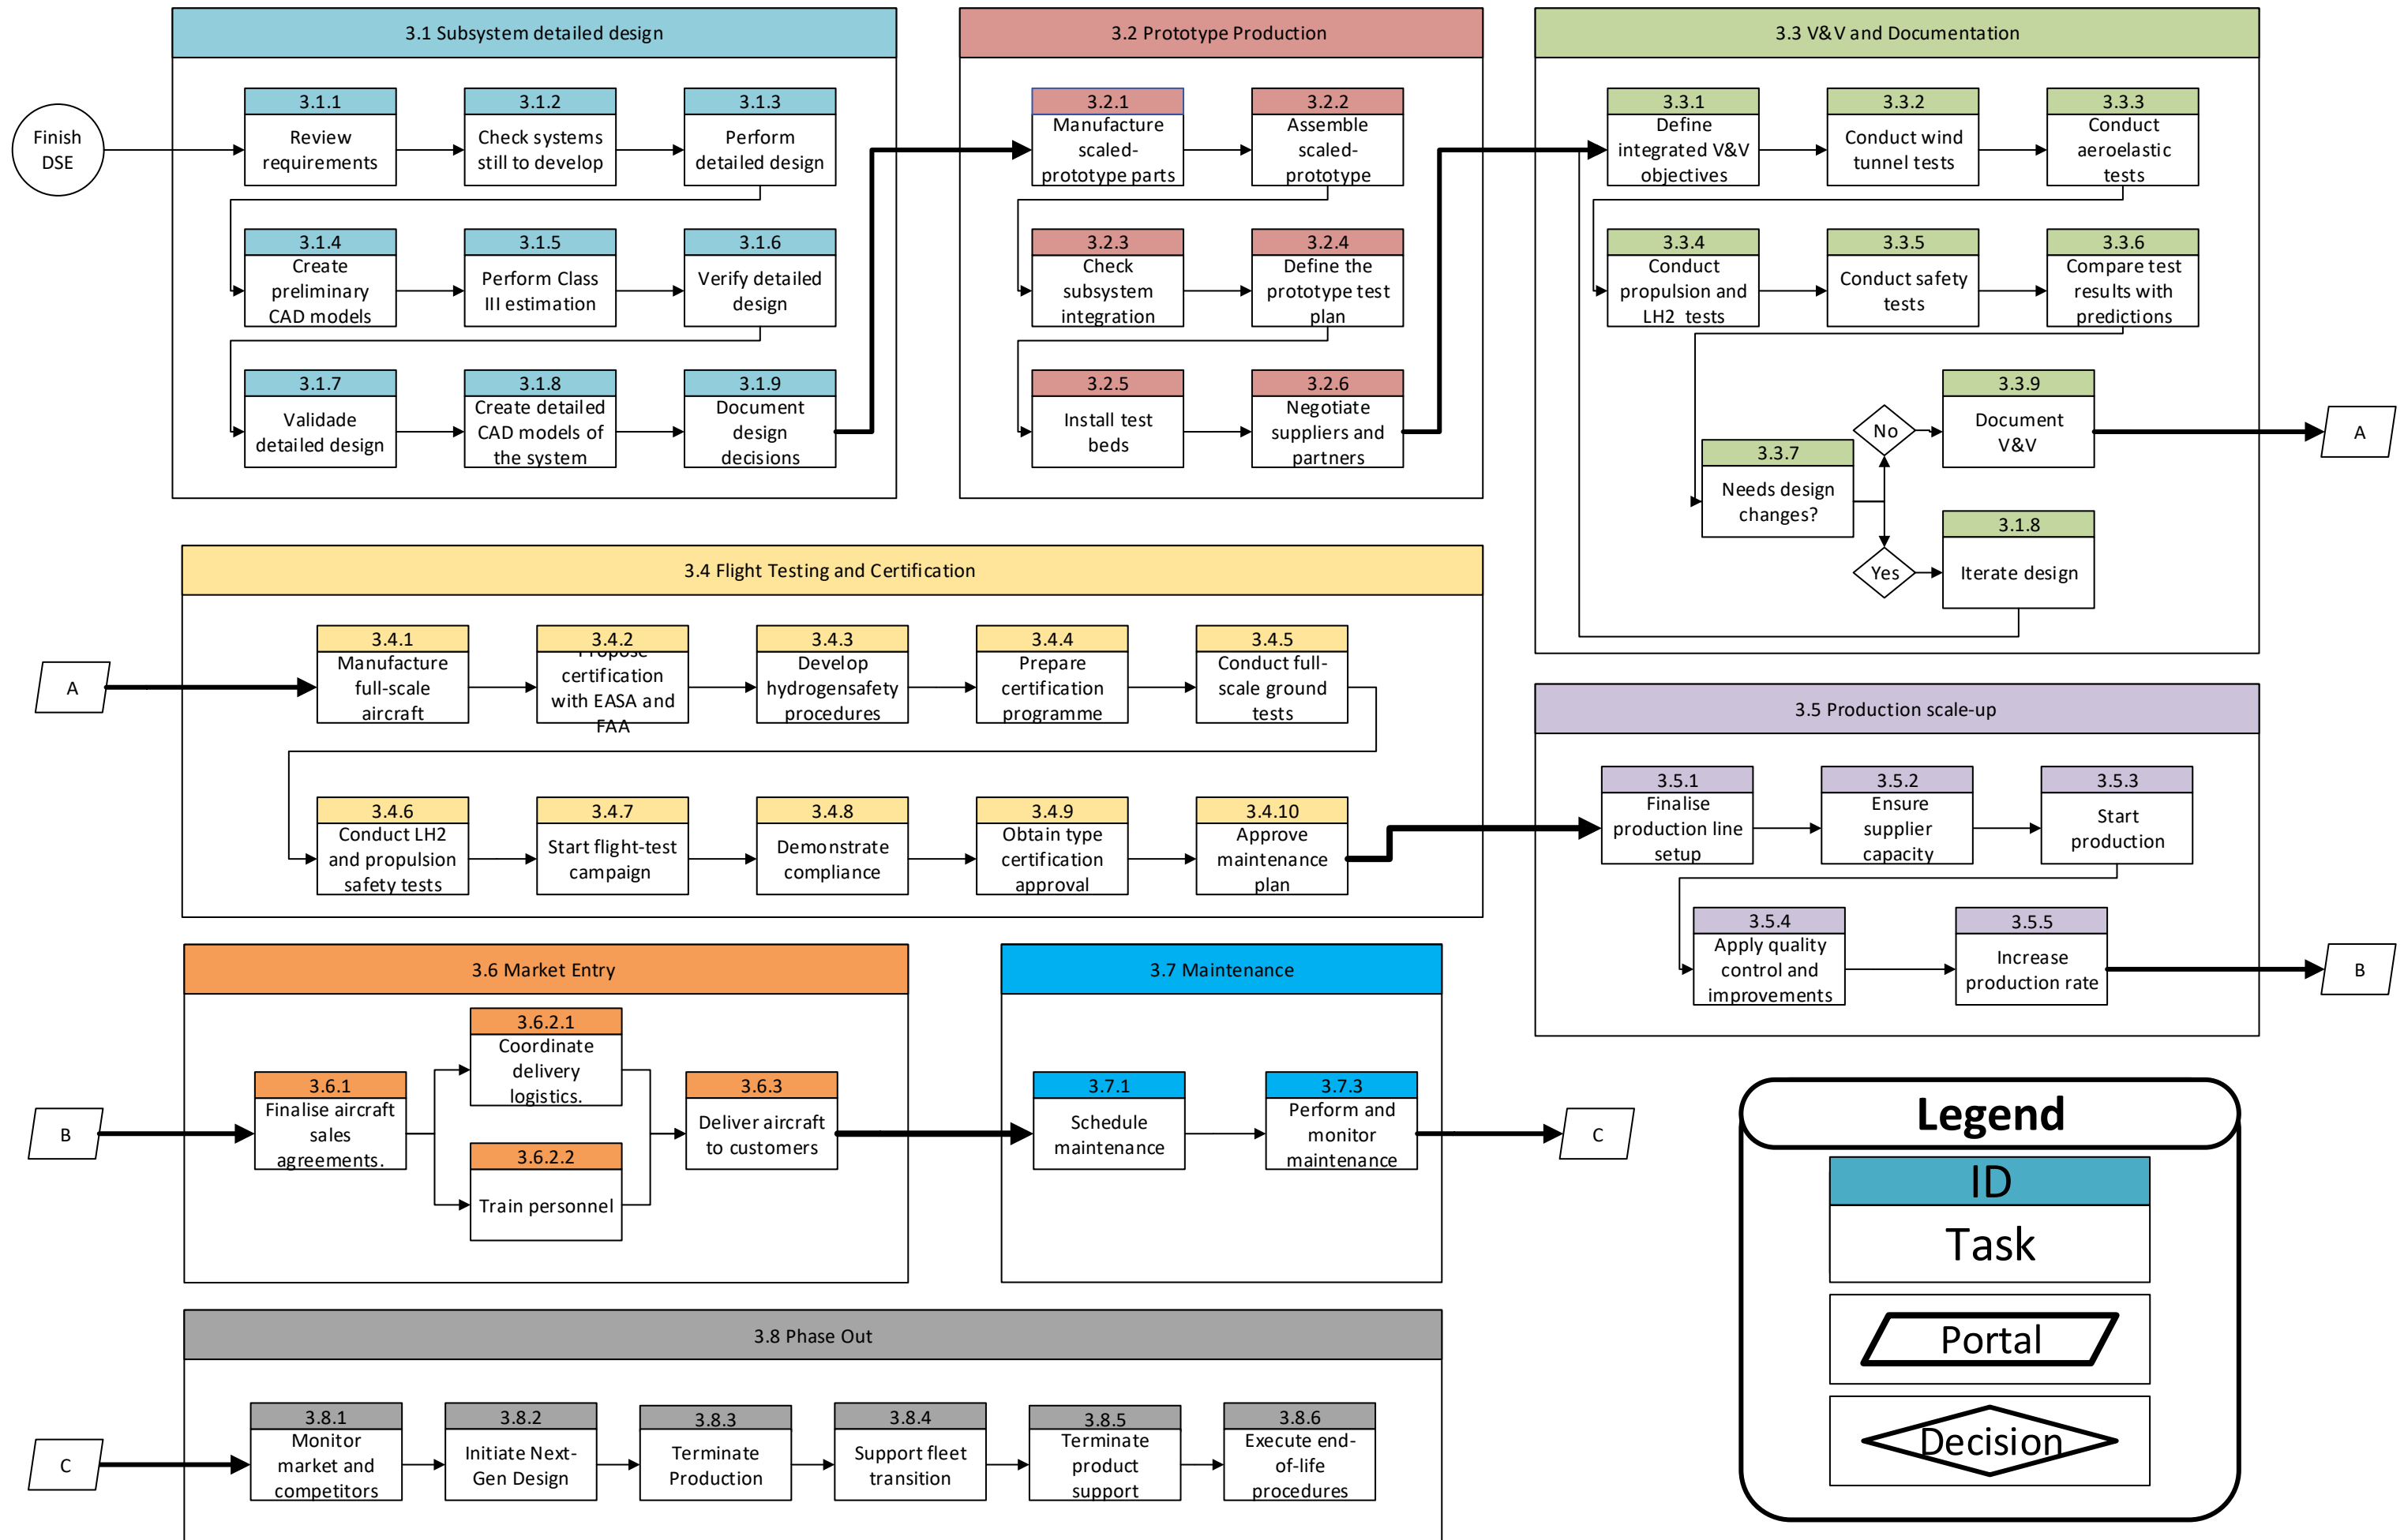 3.1 Subsystem detailed design
Finish
DSE
3.1.1
Review
requirements
3.1.2
Check systems
still to develop
3.1.3
Perform
detailed design
3.1.4
Create
preliminary
CAD models
3.1.5
Perform Class
III estimation
3.1.6
Verify detailed
design
3.1.7
Validade
detailed design
3.1.8
Create detailed
CAD models of
the system
3.1.9
Document
design
decisions
3.2 Prototype Production
3.2.1
Manufacture
scaled-
prototype parts
3.2.2
Assemble
scaled-
prototype
3.2.3
Check
subsystem
integration
3.2.4
Define the
prototype test
plan
3.2.5
Install test
beds
3.2.6
Negotiate
suppliers and
partners
3.3 V&V and Documentation
3.3.1
Define
integrated V&V
objectives
3.3.2
Conduct wind
tunnel tests
3.3.3
Conduct
aeroelastic
tests
3.3.4
Conduct
propulsion and
LH2 tests
3.3.5
Conduct safety
tests
3.3.6
Compare test
results with
predictions
3.3.7
Needs design
changes?
No
3.3.9
Document
V&V
A
Yes
3.1.8
Iterate design
3.4 Flight Testing and Certification
A
3.4.1
Manufacture
full-scale
aircraft
3.4.2
Propose
certification
with EASA and
FAA
3.4.3
Develop
hydrogensafety
procedures
3.4.4
Prepare
certification
programme
3.4.5
Conduct full-
scale ground
tests
3.4.6
Conduct LH2
and propulsion
safety tests
3.4.7
Start flight-test
campaign
3.4.8
Demonstrate
compliance
3.4.9
Obtain type
certification
approval
3.4.10
Approve
maintenance
plan
3.5 Production scale-up
3.5.1
Finalise
production line
setup
3.5.2
Ensure
supplier
capacity
3.5.3
Start
production
3.5.4
Apply quality
control and
improvements
3.5.5
Increase
production rate
B
3.6 Market Entry
B
3.6.1
Finalise aircraft
sales
agreements.
3.6.2.1
Coordinate
delivery
logistics.
3.6.2.2
Train personnel
3.6.3
Deliver aircraft
to customers
3.7 Maintenance
3.7.1
Schedule
maintenance
3.7.3
Perform and
monitor
maintenance
C
3.8 Phase Out
C
3.8.1
Monitor
market and
competitors
3.8.2
Initiate Next-
Gen Design
3.8.3
Terminate
Production
3.8.4
Support fleet
transition
3.8.5
Terminate
product
support
3.8.6
Execute end-
of-life
procedures
Legend
ID
Task
Portal
Decision